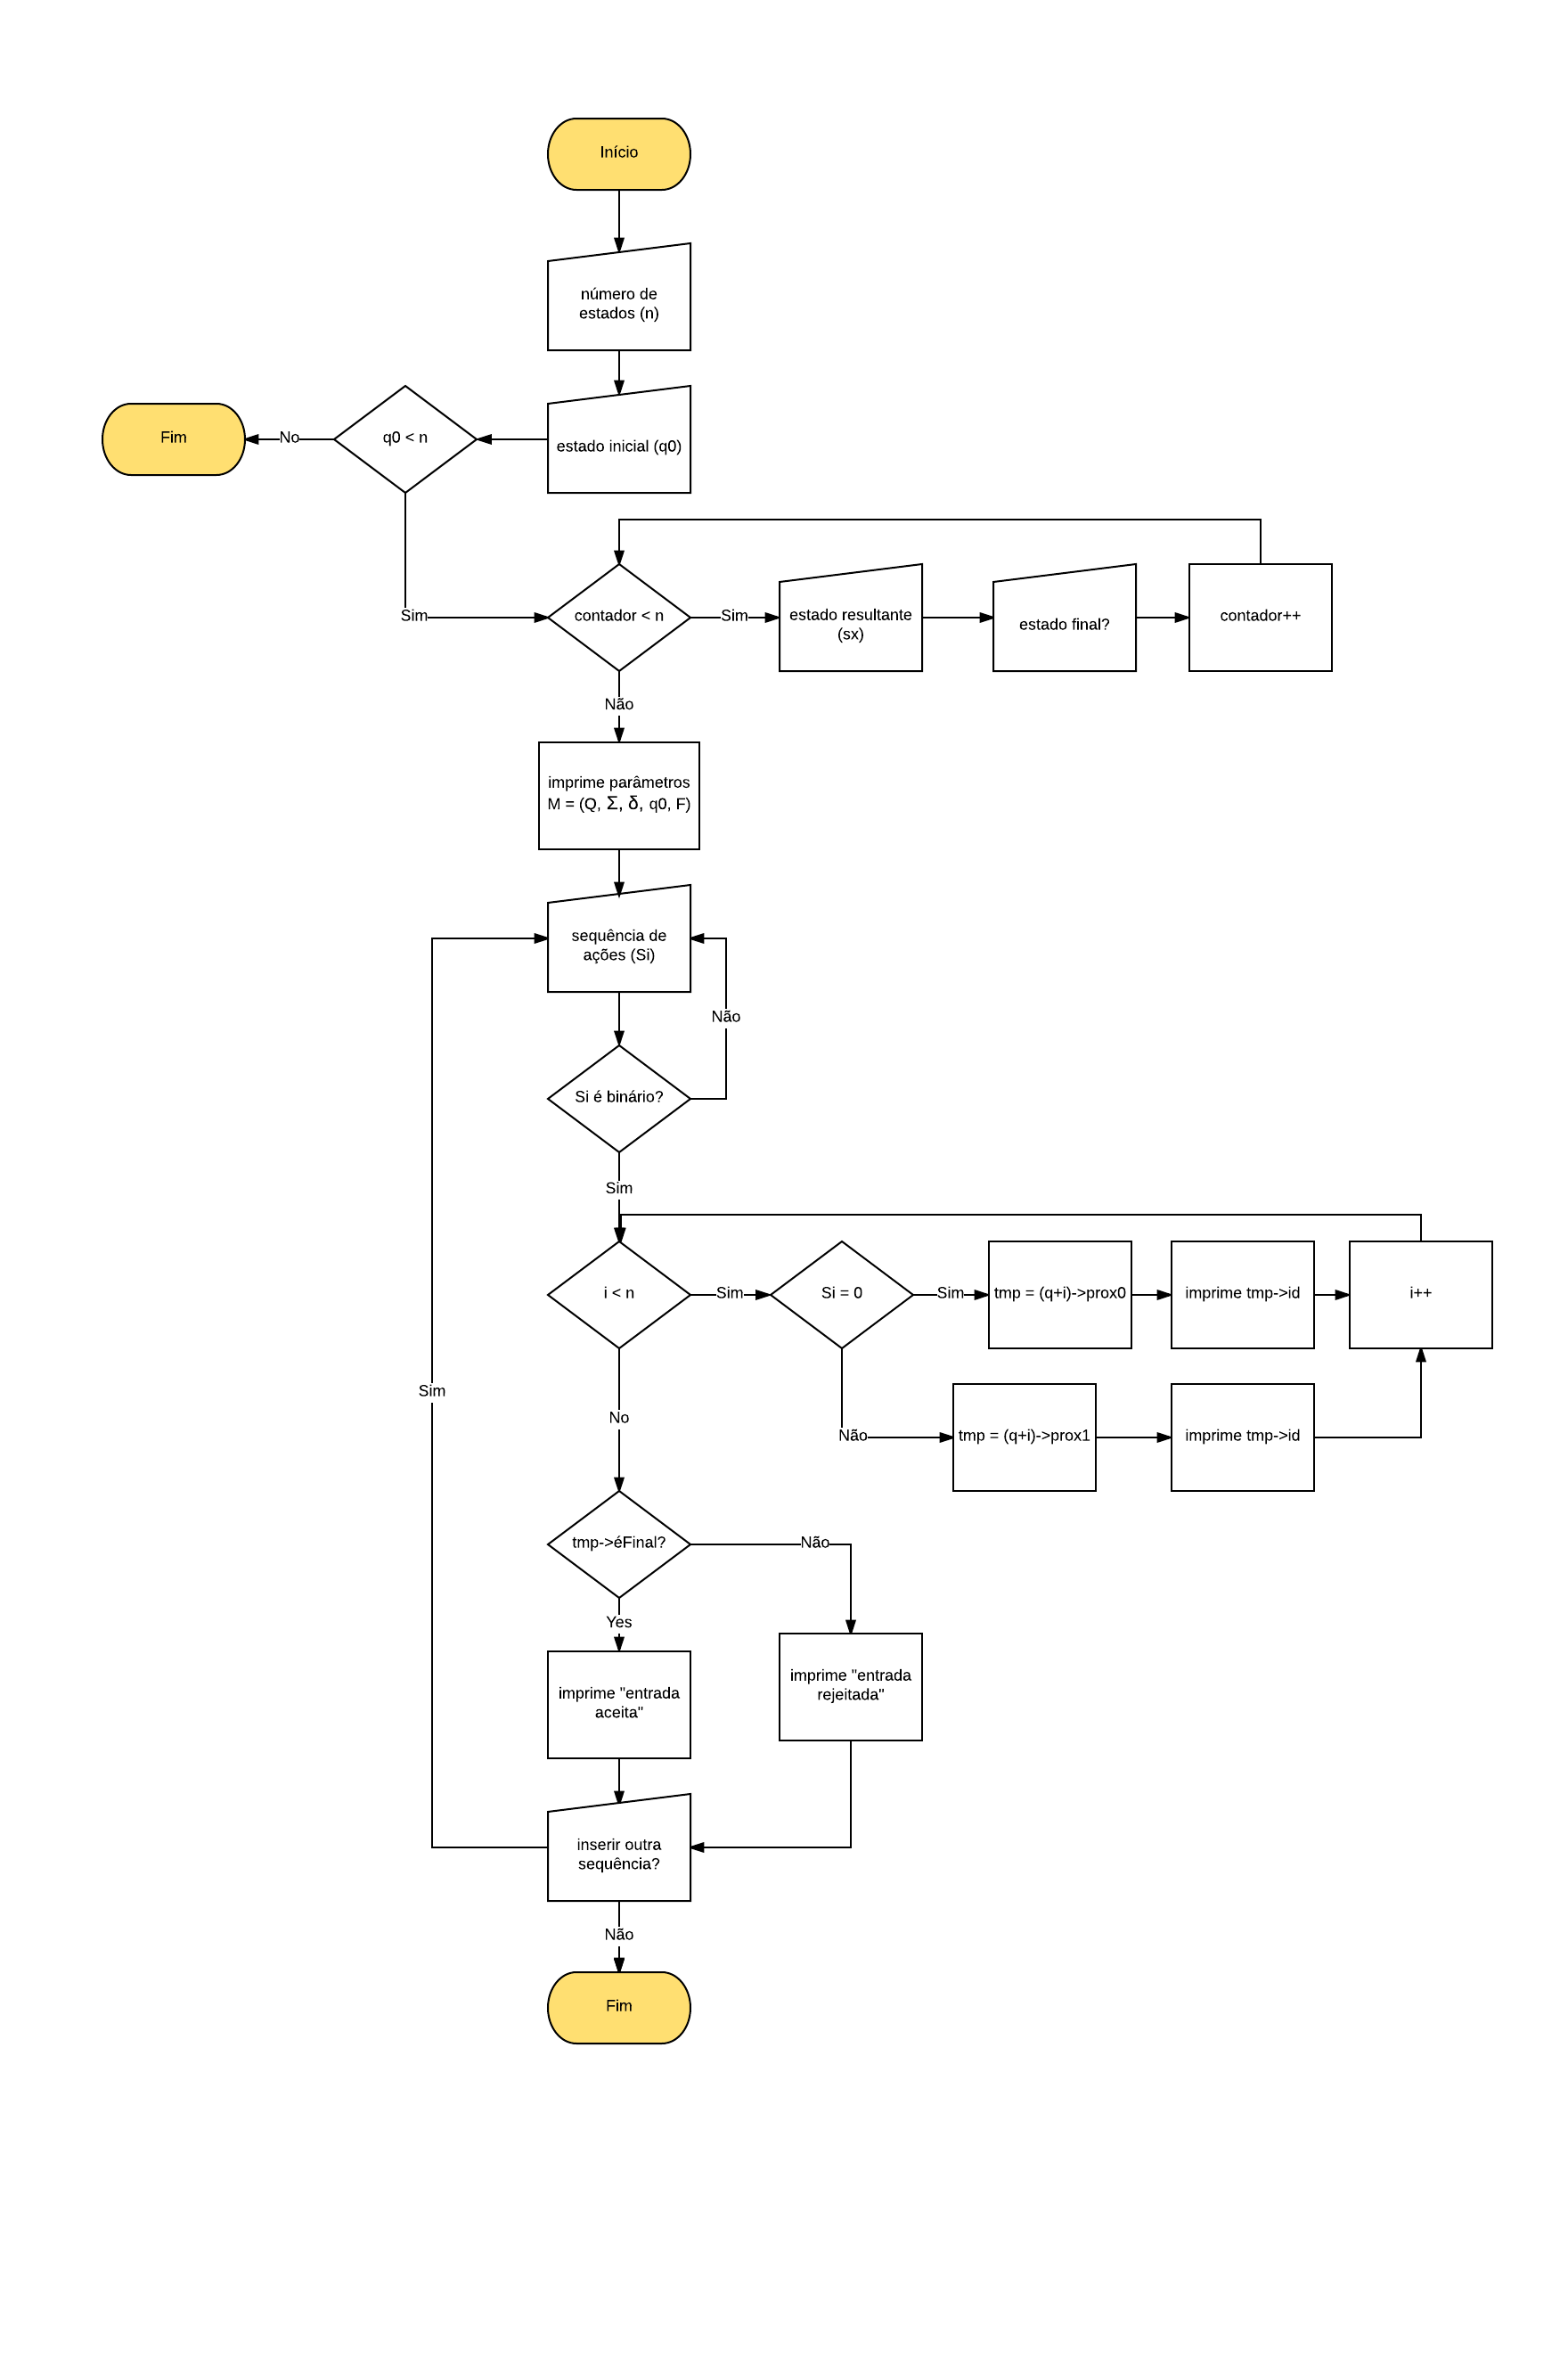 Início
número de
estados (n)
Fim
No
q0 < n
estado inicial (q0)
Sim
contador < n
Sim
estado resultante
(sx)
estado final?
contador++
Não
imprime parâmetros
M = (Q, Σ, δ, q0, F)
sequência de
ações (Si)
Não
Si é binário?
Sim
i < n
Sim
Si = 0
Sim
tmp = (q+i)->prox0
imprime tmp->id
i++
Sim
No
Não
tmp = (q+i)->prox1
imprime tmp->id
tmp->éFinal?
Não
Yes
imprime "entrada
aceita"
imprime "entrada
rejeitada"
inserir outra
sequência?
Não
Fim